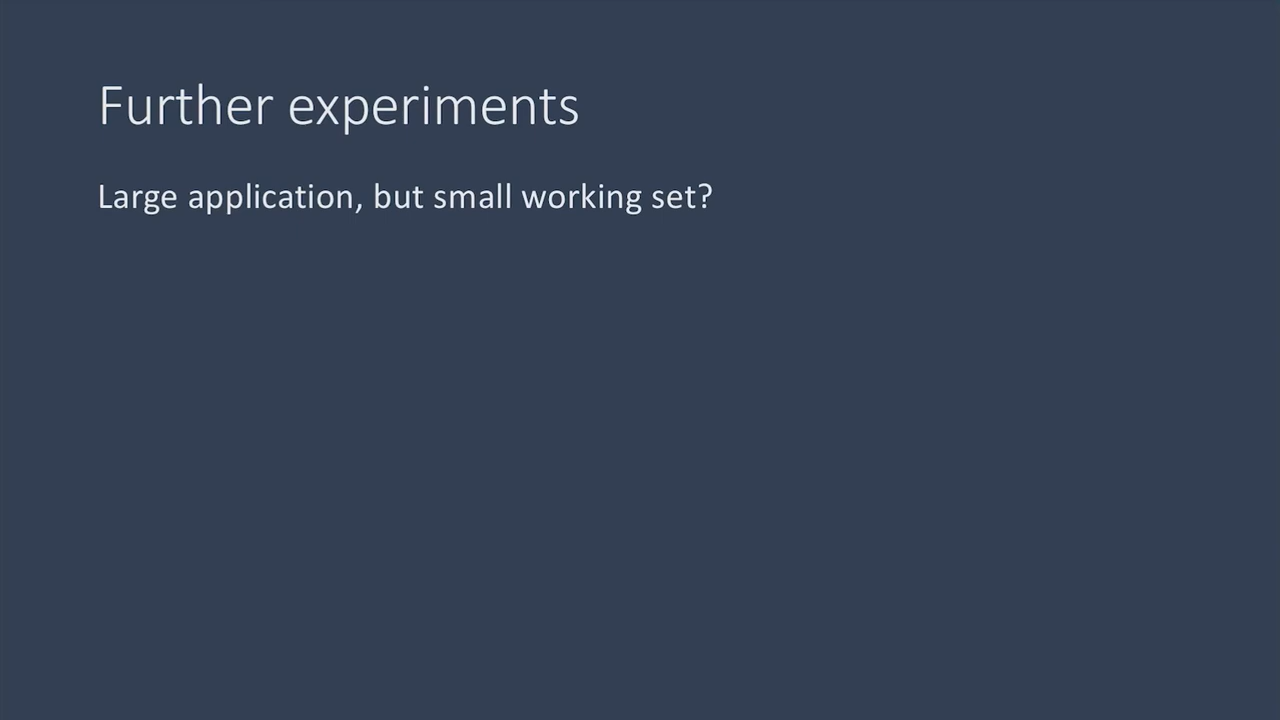 Further experiments
Large application, but small working set?